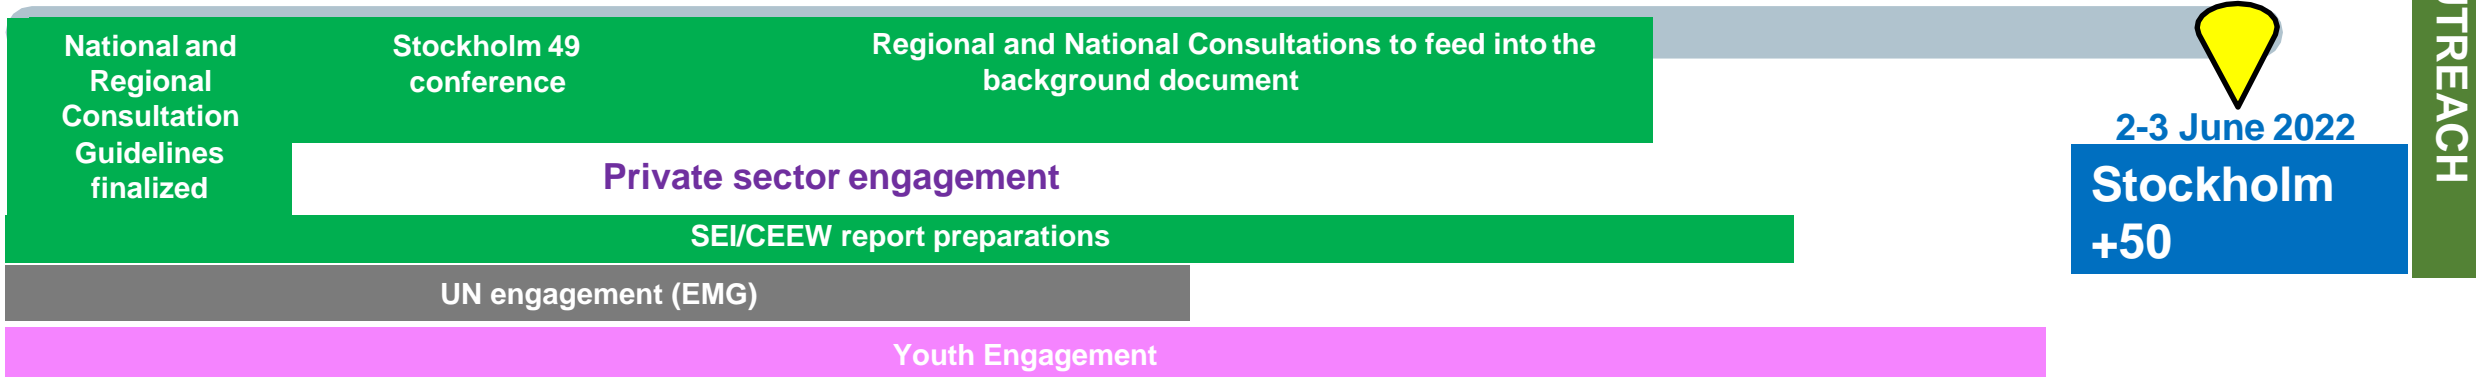 National and
Regional
Consultation
Guidelines
finalized
Stockholm 49
conference
Regional and National Consultations to feed into the
background document
Private sector engagement
SEI/CEEW report preparations
UN engagement (EMG)
Youth Engagement
2-3 June 2022
Stockholm
+50
UTREACH